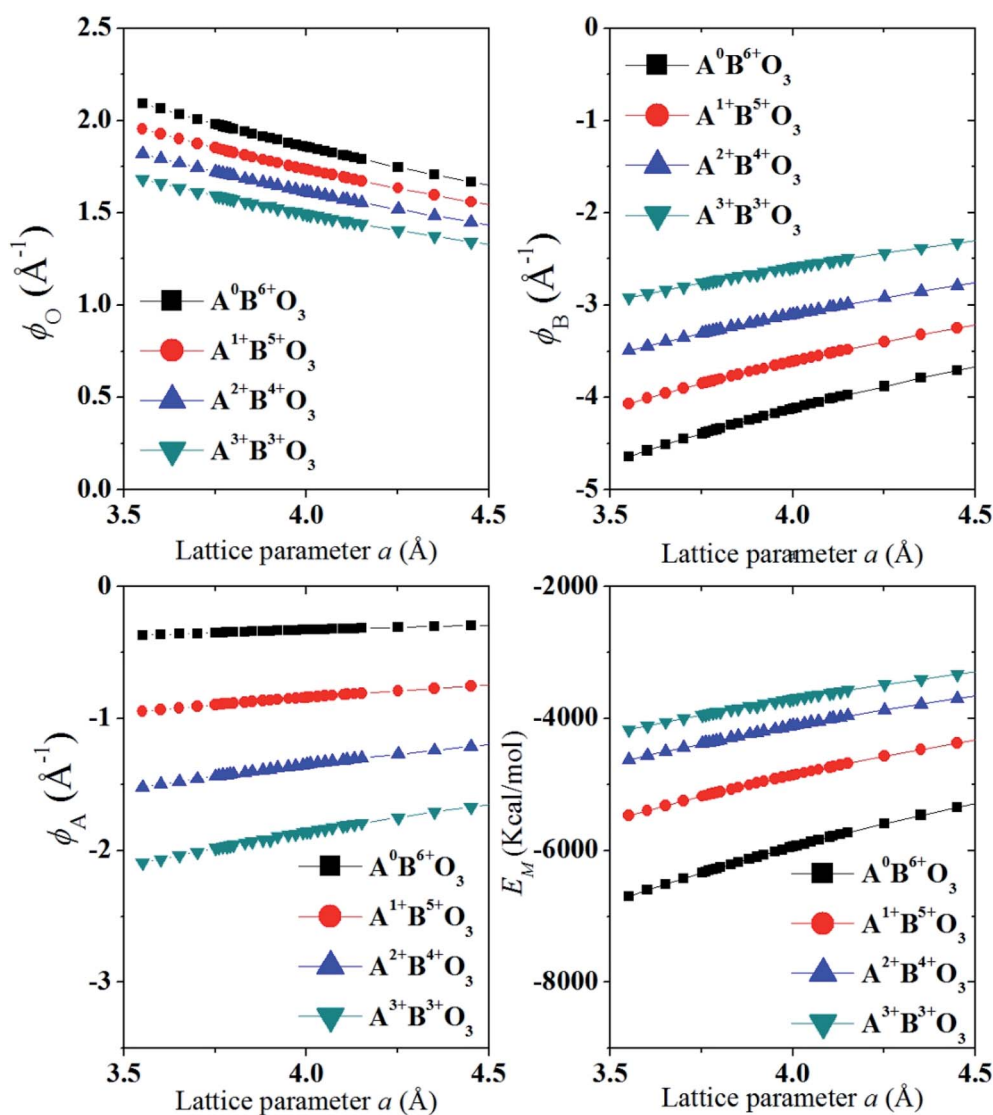 2.5
2.0
1.5
1.0
0.5
0.0
ϕ_O (Å⁻¹)
A⁰B⁶⁺O₃
A¹⁺B⁵⁺O₃
A²⁺B⁴⁺O₃
A³⁺B³⁺O₃
3.5 4.0 4.5
Lattice parameter a (Å)
0
-1
-2
-3
-4
-5
ϕ_B (Å⁻¹)
A⁰B⁶⁺O₃
A¹⁺B⁵⁺O₃
A²⁺B⁴⁺O₃
A³⁺B³⁺O₃
3.5 4.0 4.5
Lattice parameter a (Å)
0
-1
-2
-3
ϕ_A (Å⁻¹)
A⁰B⁶⁺O₃
A¹⁺B⁵⁺O₃
A²⁺B⁴⁺O₃
A³⁺B³⁺O₃
3.5 4.0 4.5
Lattice parameter a (Å)
-2000
-4000
-6000
-8000
E_M (Kcal/mol)
A⁰B⁶⁺O₃
A¹⁺B⁵⁺O₃
A²⁺B⁴⁺O₃
A³⁺B³⁺O₃
3.5 4.0 4.5
Lattice parameter a (Å)